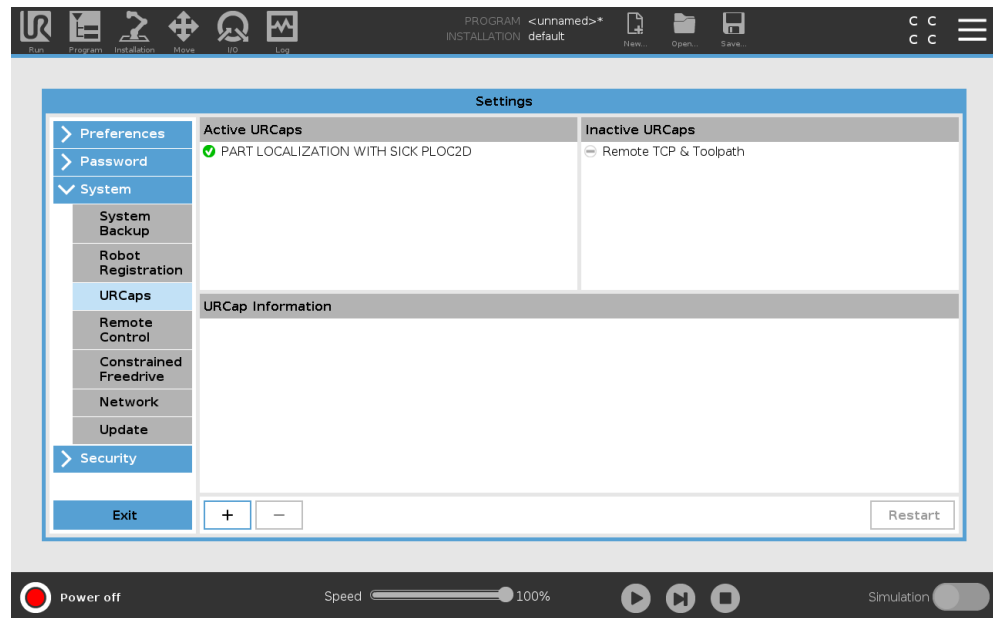 PROGRAM <unnamed>*
INSTALLATION default
Run Program Installation Move I/O Log New... Open... Save...
C C
C C
Settings
Preferences
Password
System
System
Backup
Robot
Registration
URCaps
Remote
Control
Constrained
Freedrive
Network
Update
Security
Exit
Active URCaps
PART LOCALIZATION WITH SICK PLOC2D
Inactive URCaps
Remote TCP & Toolpath
URCap Information
+ −
Restart
Power off
Speed 100%
Simulation